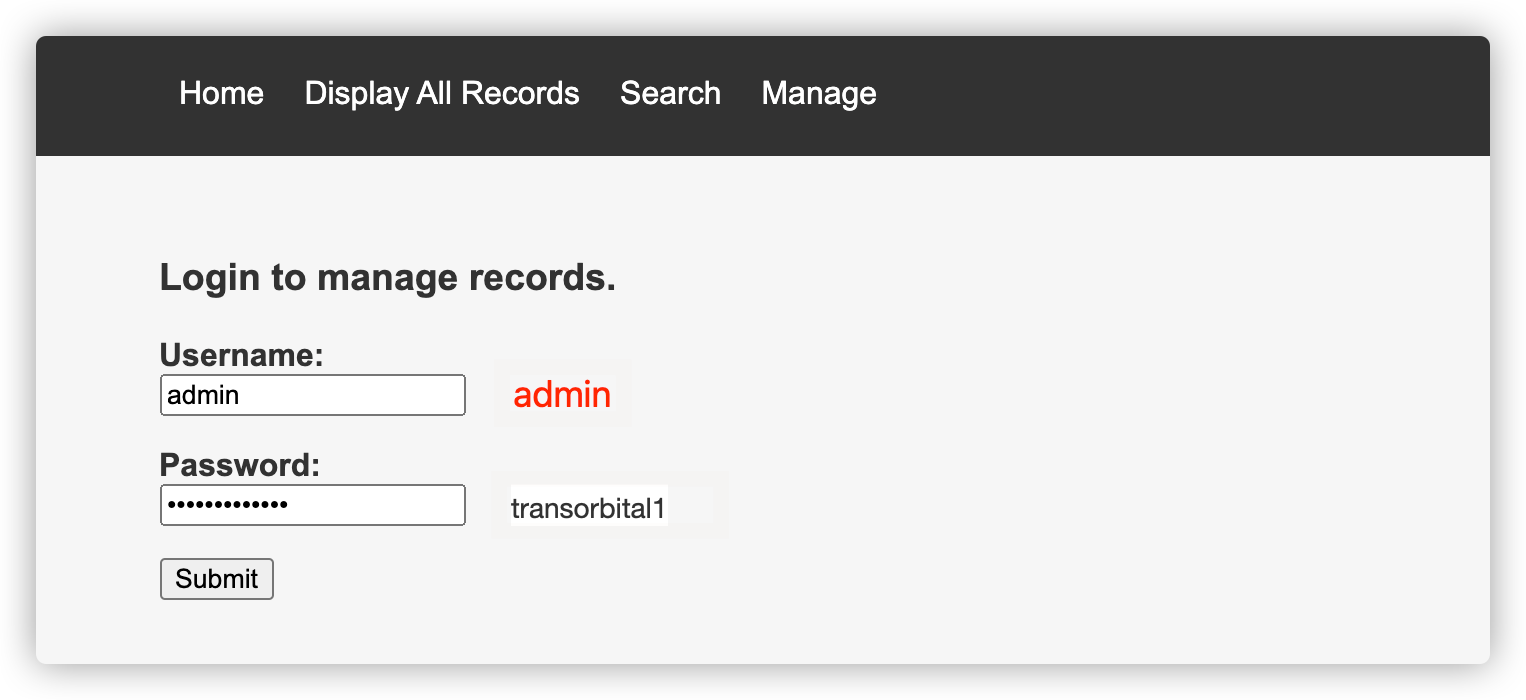 Home Display All Records Search Manage
Login to manage records.
Username:
admin admin
Password:
••••••••••••• transorbital1
Submit